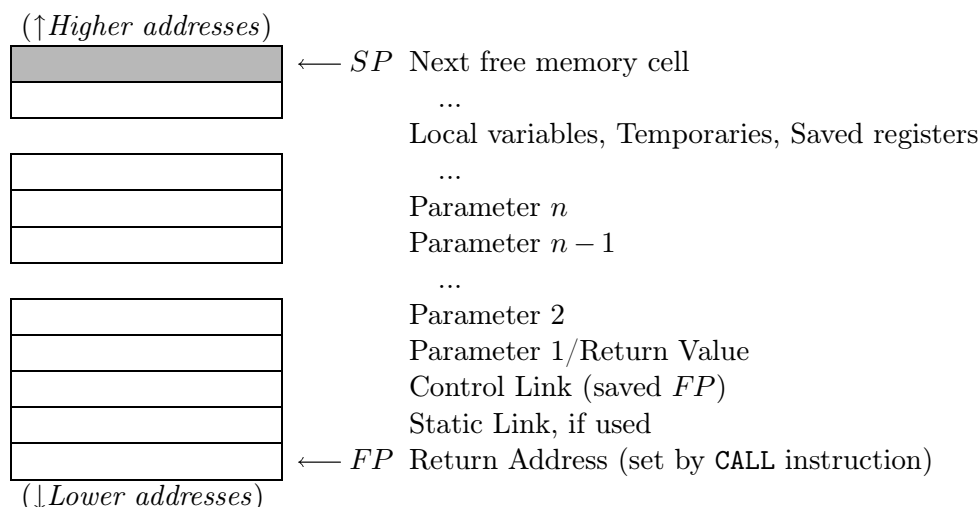 (↑Higher addresses)
⟵ SP Next free memory cell
...
Local variables, Temporaries, Saved registers
...
Parameter n
Parameter n − 1
...
Parameter 2
Parameter 1/Return Value
Control Link (saved FP)
Static Link, if used
⟵ FP Return Address (set by CALL instruction)
(↓Lower addresses)